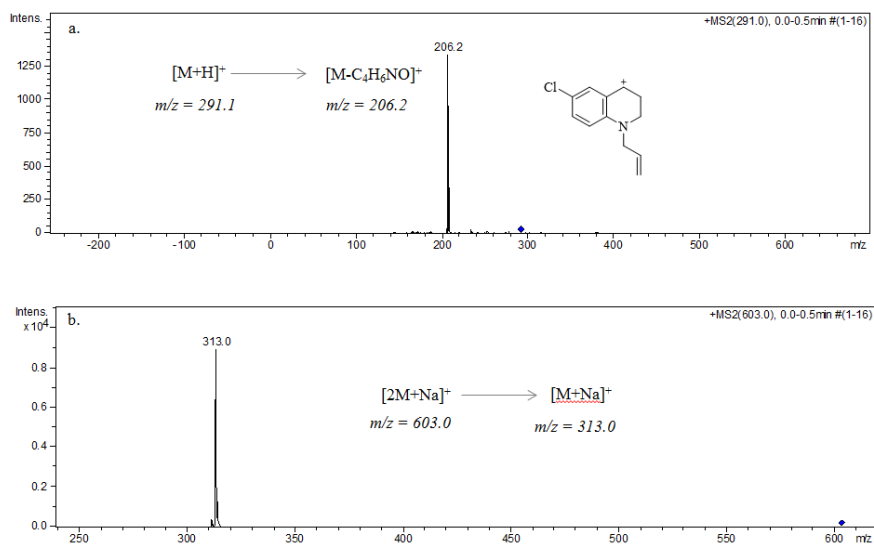 Intens.
+MS2(291.0), 0.0-0.5min #(1-16)
a.
206.2
[M+H]⁺ [M-C₄H₆NO]⁺
m/z = 291.1 m/z = 206.2
Cl
+
N
1250
1000
750
500
250
0
-200 -100 0 100 200 300 400 500 600 m/z
Intens.
x10⁴
+MS2(603.0), 0.0-0.5min #(1-16)
b.
313.0
0.8
[2M+Na]⁺ [M+Na]⁺
m/z = 603.0 m/z = 313.0
0.6
0.4
0.2
0.0
250 300 350 400 450 500 550 600 m/z